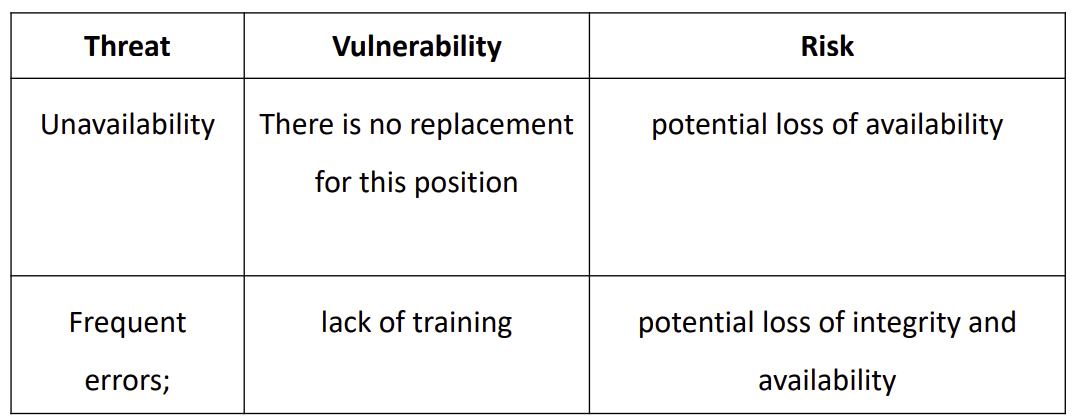 Threat Vulnerability Risk
Unavailability There is no replacement potential loss of availability
for this position
Frequent lack of training potential loss of integrity and
errors; availability